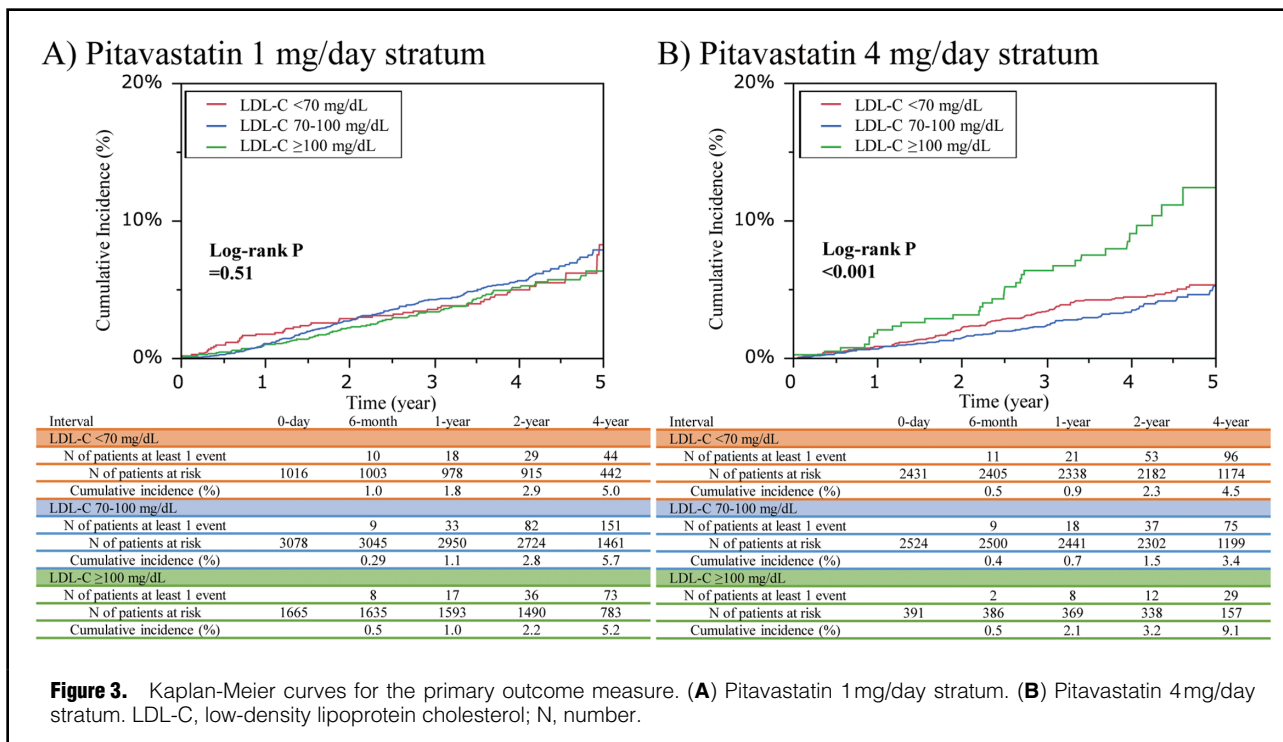 A) Pitavastatin 1 mg/day stratum
20%
10%
0%
Cumulative Incidence (%)
LDL-C <70 mg/dL
LDL-C 70-100 mg/dL
LDL-C ≥100 mg/dL
Log-rank P
=0.51
0 1 2 3 4 5
Time (year)
Interval 0-day 6-month 1-year 2-year 4-year
LDL-C <70 mg/dL
N of patients at least 1 event 10 18 29 44
N of patients at risk 1016 1003 978 915 442
Cumulative incidence (%) 1.0 1.8 2.9 5.0
LDL-C 70-100 mg/dL
N of patients at least 1 event 9 33 82 151
N of patients at risk 3078 3045 2950 2724 1461
Cumulative incidence (%) 0.29 1.1 2.8 5.7
LDL-C ≥100 mg/dL
N of patients at least 1 event 8 17 36 73
N of patients at risk 1665 1635 1593 1490 783
Cumulative incidence (%) 0.5 1.0 2.2 5.2
B) Pitavastatin 4 mg/day stratum
20%
10%
0%
Cumulative Incidence (%)
LDL-C <70 mg/dL
LDL-C 70-100 mg/dL
LDL-C ≥100 mg/dL
Log-rank P
<0.001
0 1 2 3 4 5
Time (year)
Interval 0-day 6-month 1-year 2-year 4-year
LDL-C <70 mg/dL
N of patients at least 1 event 11 21 53 96
N of patients at risk 2431 2405 2338 2182 1174
Cumulative incidence (%) 0.5 0.9 2.3 4.5
LDL-C 70-100 mg/dL
N of patients at least 1 event 9 18 37 75
N of patients at risk 2524 2500 2441 2302 1199
Cumulative incidence (%) 0.4 0.7 1.5 3.4
LDL-C ≥100 mg/dL
N of patients at least 1 event 2 8 12 29
N of patients at risk 391 386 369 338 157
Cumulative incidence (%) 0.5 2.1 3.2 9.1
Figure 3. Kaplan-Meier curves for the primary outcome measure. (A) Pitavastatin 1 mg/day stratum. (B) Pitavastatin 4 mg/day
stratum. LDL-C, low-density lipoprotein cholesterol; N, number.